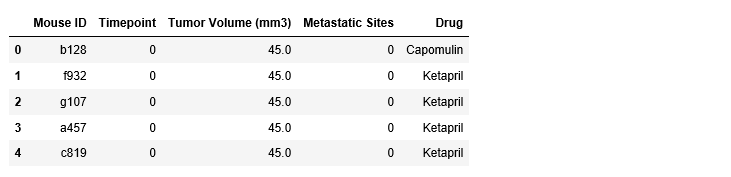 Mouse ID Timepoint Tumor Volume (mm3) Metastatic Sites Drug
0 b128 0 45.0 0 Capomulin
1 f932 0 45.0 0 Ketapril
2 g107 0 45.0 0 Ketapril
3 a457 0 45.0 0 Ketapril
4 c819 0 45.0 0 Ketapril